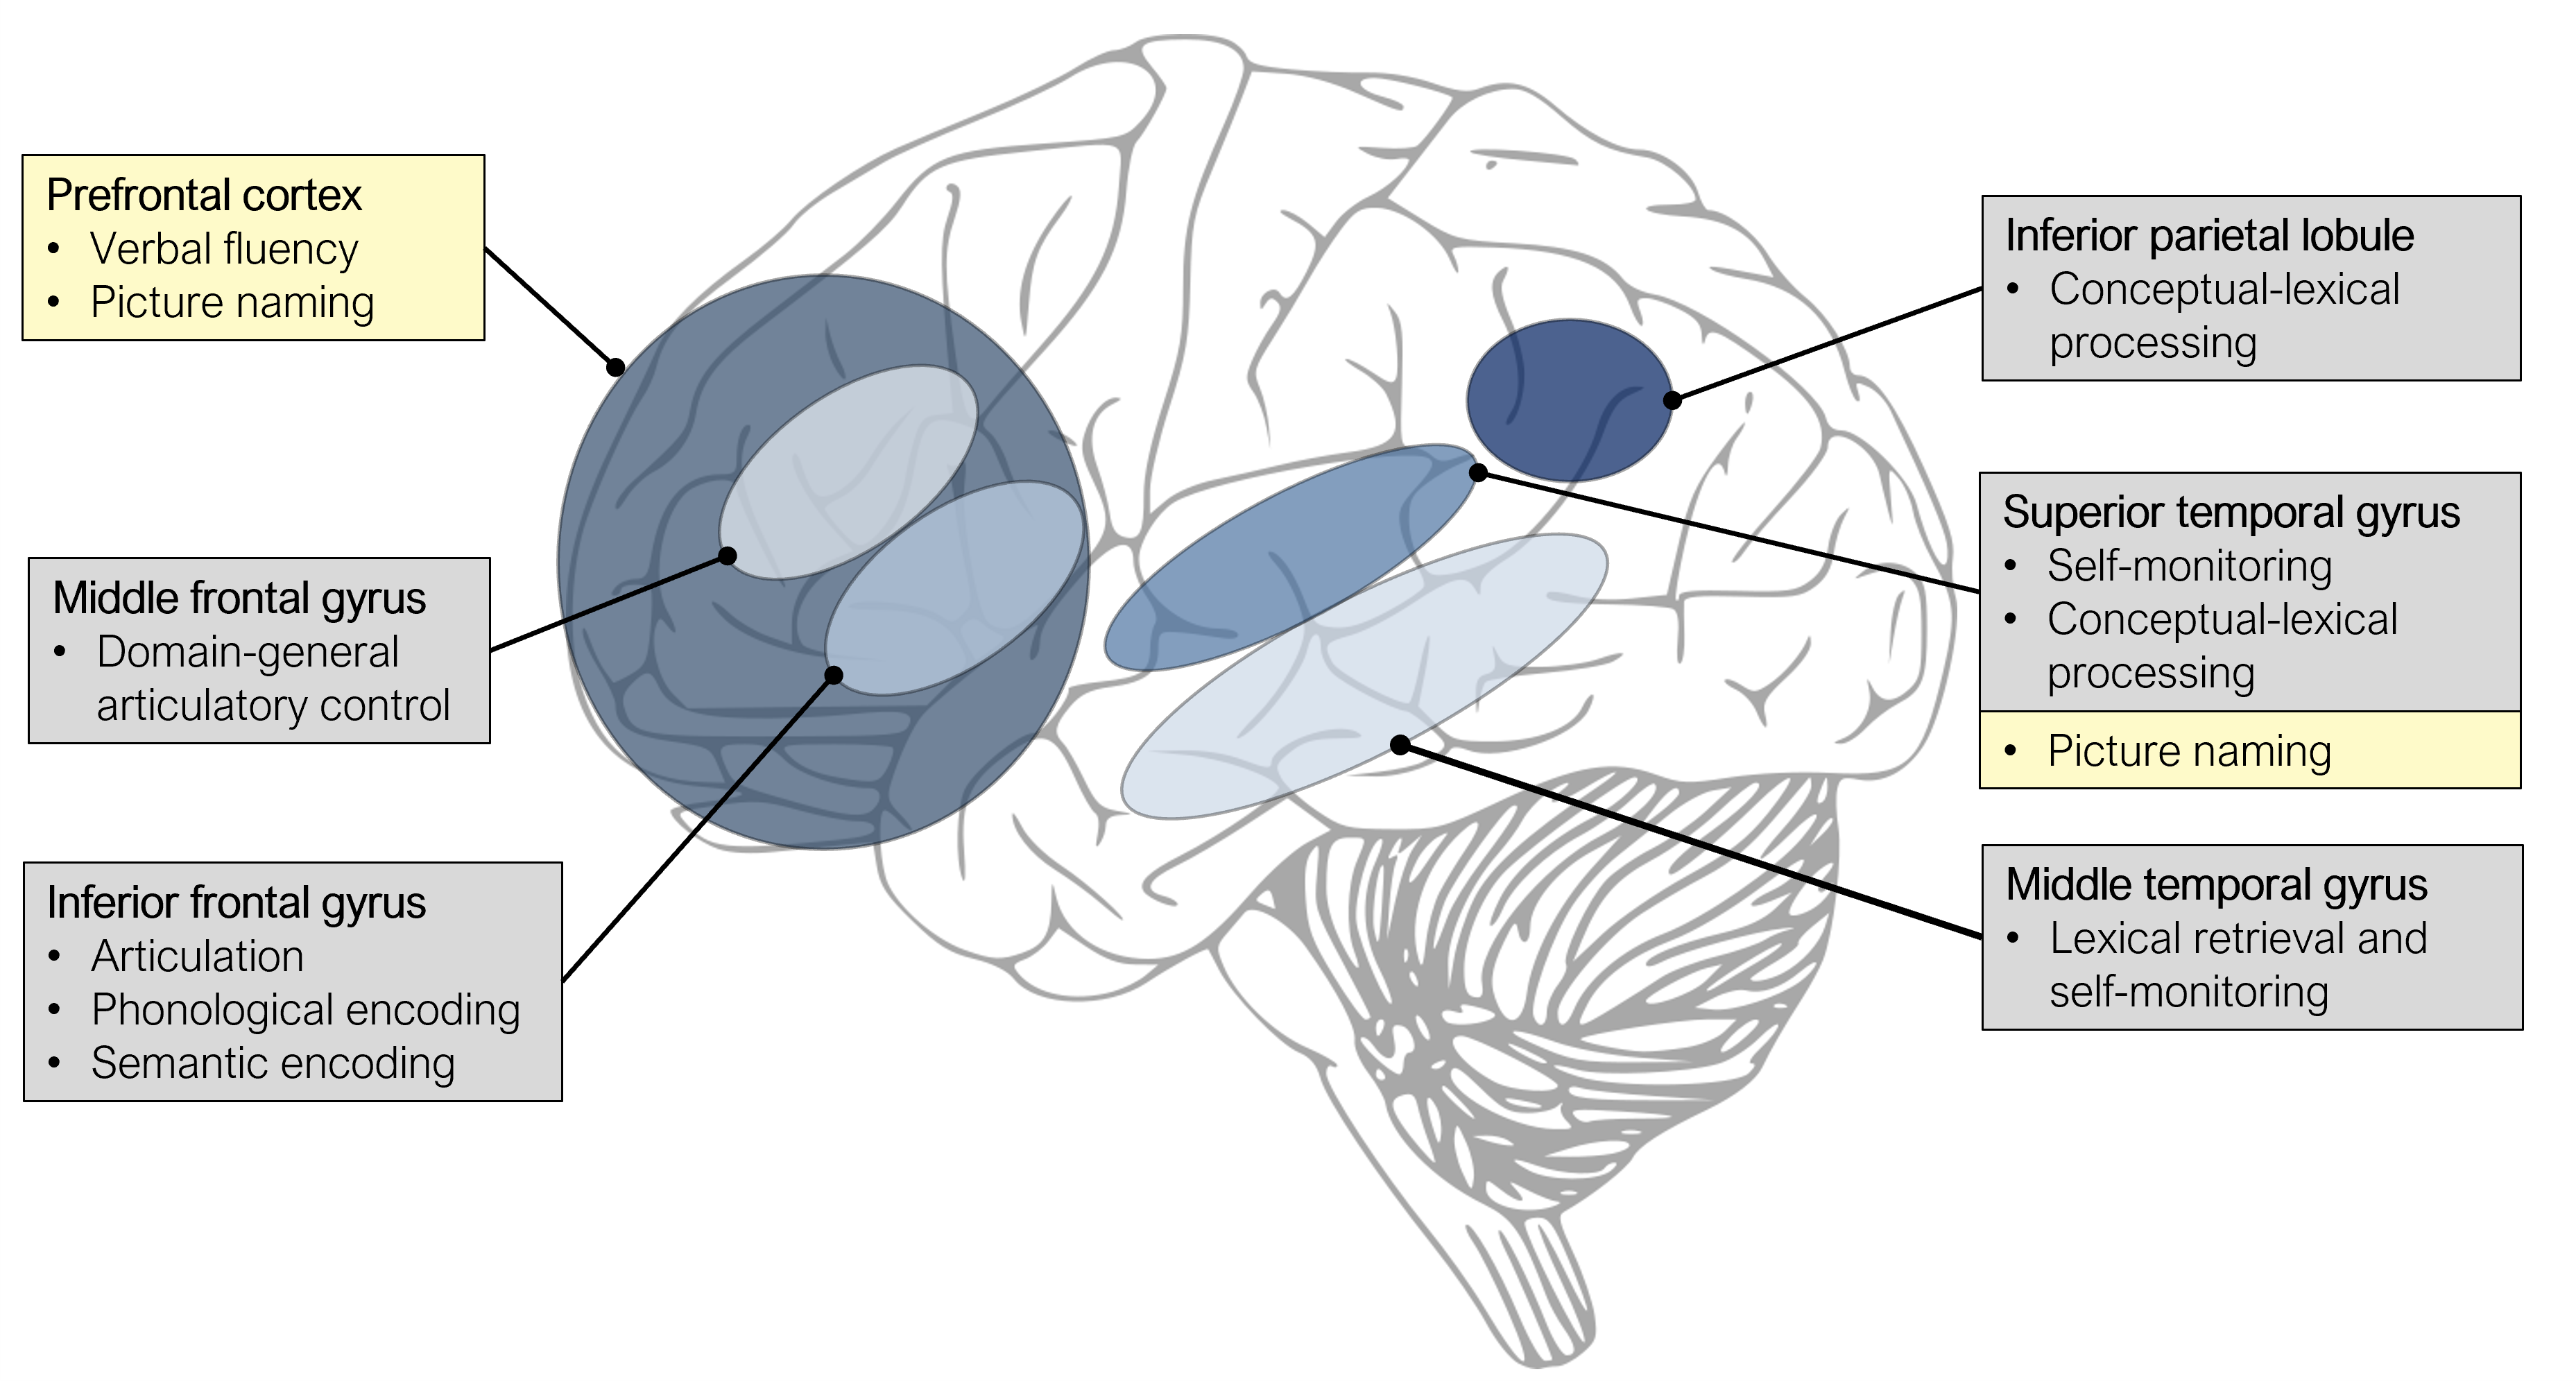 Prefrontal cortex
• Verbal fluency
• Picture naming
Middle frontal gyrus
• Domain-general
articulatory control
Inferior frontal gyrus
• Articulation
• Phonological encoding
• Semantic encoding
Inferior parietal lobule
• Conceptual-lexical
processing
Superior temporal gyrus
• Self-monitoring
• Conceptual-lexical
processing
• Picture naming
Middle temporal gyrus
• Lexical retrieval and
self-monitoring